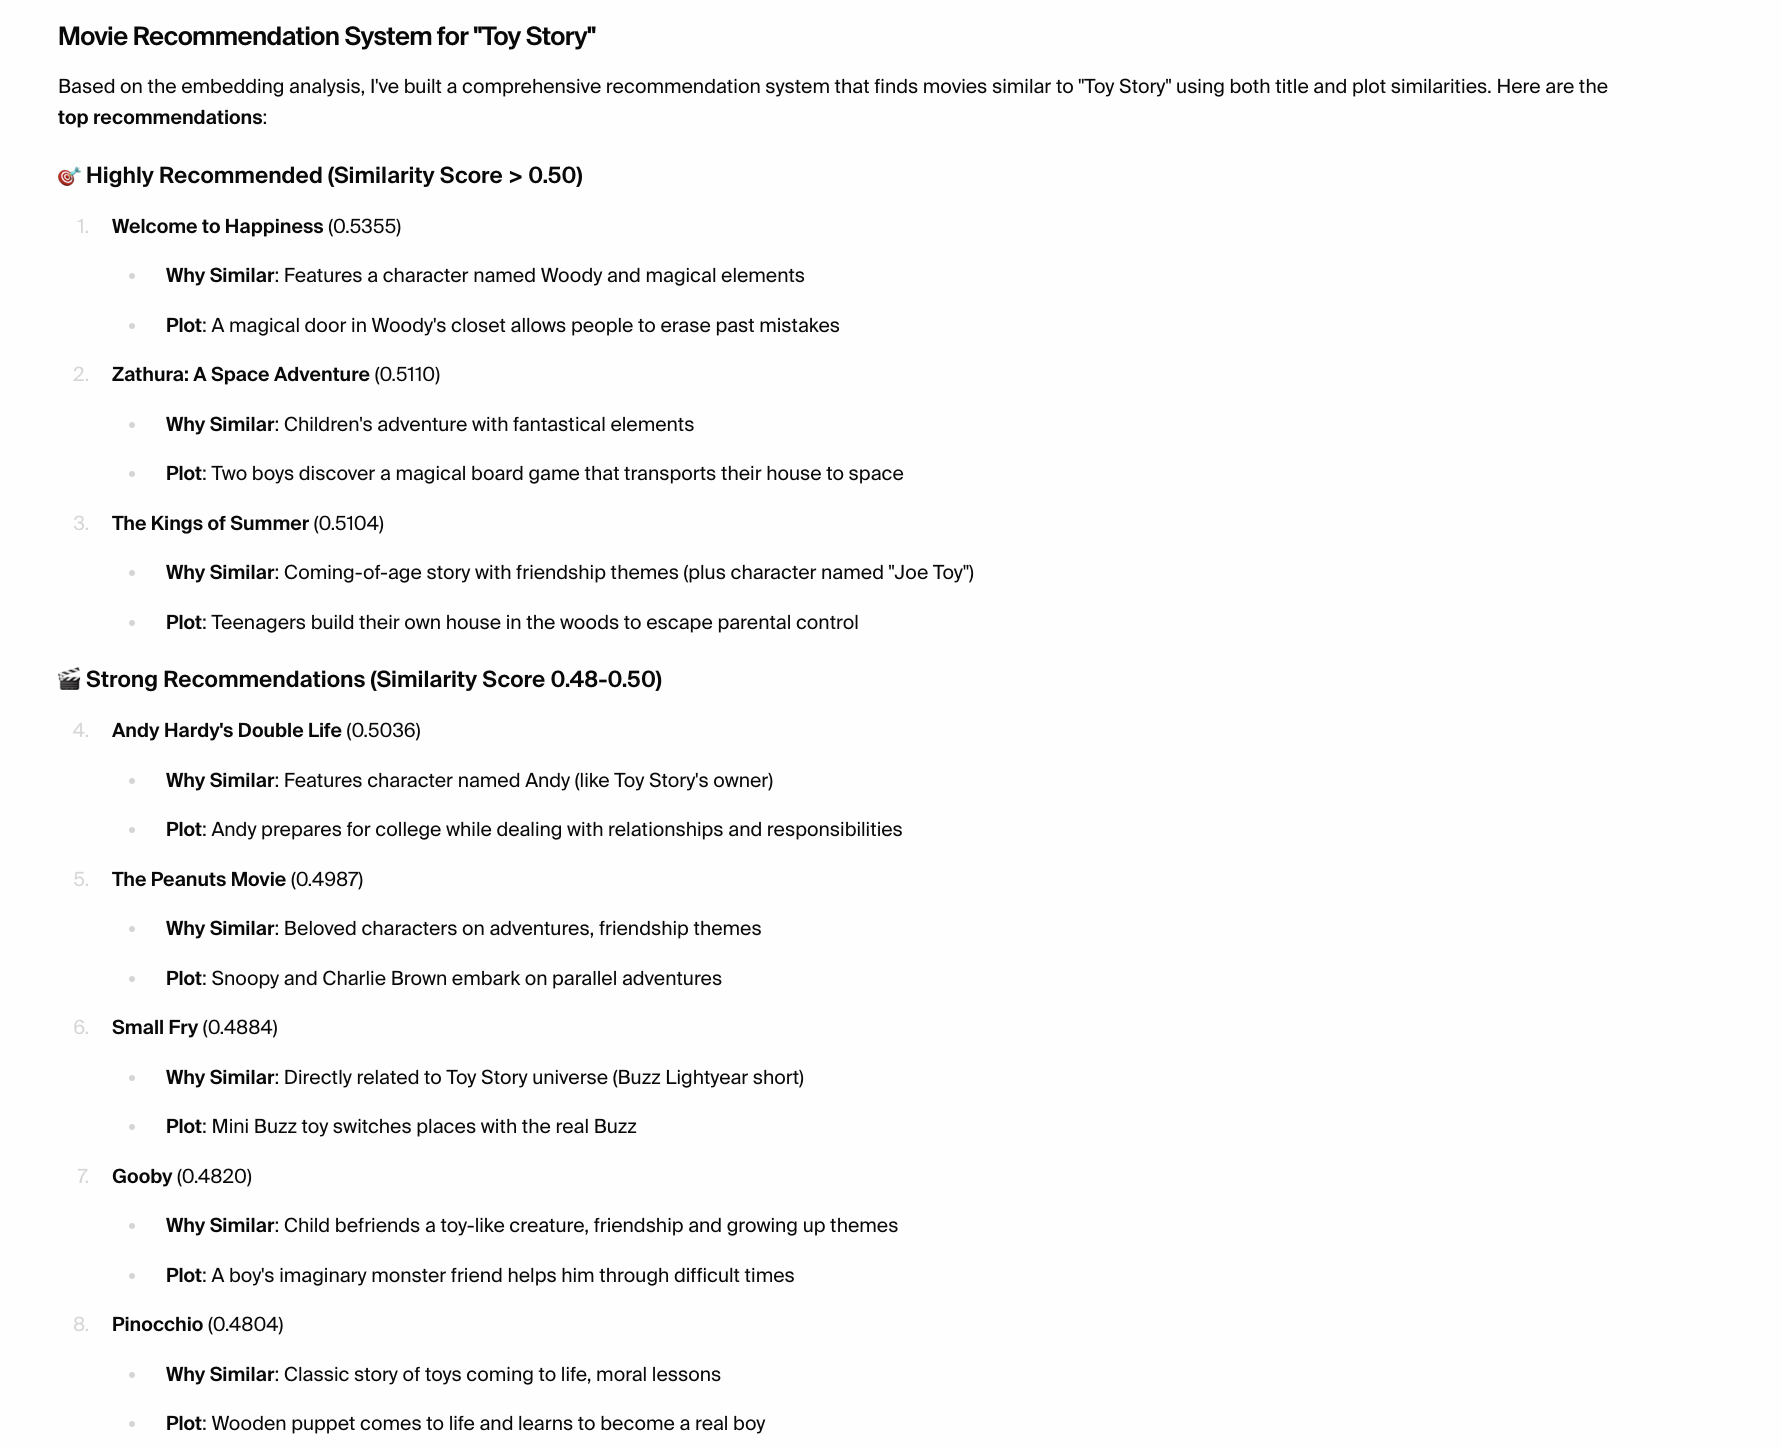 Movie Recommendation System for "Toy Story"
Based on the embedding analysis, I've built a comprehensive recommendation system that finds movies similar to "Toy Story" using both title and plot similarities. Here are the
top recommendations:
🎯 Highly Recommended (Similarity Score > 0.50)
1. Welcome to Happiness (0.5355)
• Why Similar: Features a character named Woody and magical elements
• Plot: A magical door in Woody's closet allows people to erase past mistakes
2. Zathura: A Space Adventure (0.5110)
• Why Similar: Children's adventure with fantastical elements
• Plot: Two boys discover a magical board game that transports their house to space
3. The Kings of Summer (0.5104)
• Why Similar: Coming-of-age story with friendship themes (plus character named "Joe Toy")
• Plot: Teenagers build their own house in the woods to escape parental control
🎬 Strong Recommendations (Similarity Score 0.48-0.50)
4. Andy Hardy's Double Life (0.5036)
• Why Similar: Features character named Andy (like Toy Story's owner)
• Plot: Andy prepares for college while dealing with relationships and responsibilities
5. The Peanuts Movie (0.4987)
• Why Similar: Beloved characters on adventures, friendship themes
• Plot: Snoopy and Charlie Brown embark on parallel adventures
6. Small Fry (0.4884)
• Why Similar: Directly related to Toy Story universe (Buzz Lightyear short)
• Plot: Mini Buzz toy switches places with the real Buzz
7. Gooby (0.4820)
• Why Similar: Child befriends a toy-like creature, friendship and growing up themes
• Plot: A boy's imaginary monster friend helps him through difficult times
8. Pinocchio (0.4804)
• Why Similar: Classic story of toys coming to life, moral lessons
• Plot: Wooden puppet comes to life and learns to become a real boy